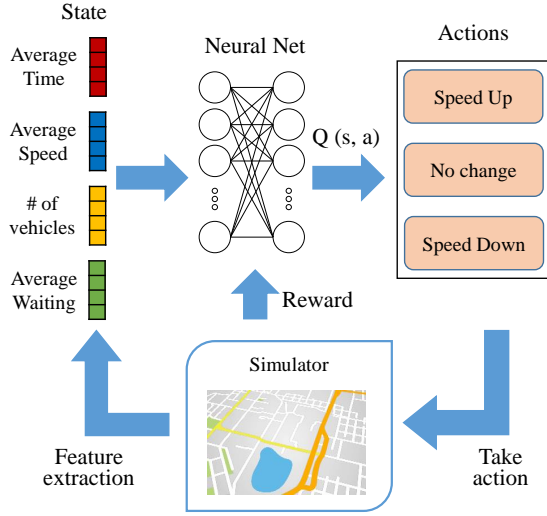 State
Neural Net
Actions
Average
Time
Average
Speed
# of
vehicles
Average
Waiting
Q (s, a)
Speed Up
No change
Speed Down
Reward
Simulator
Feature
extraction
Take
action